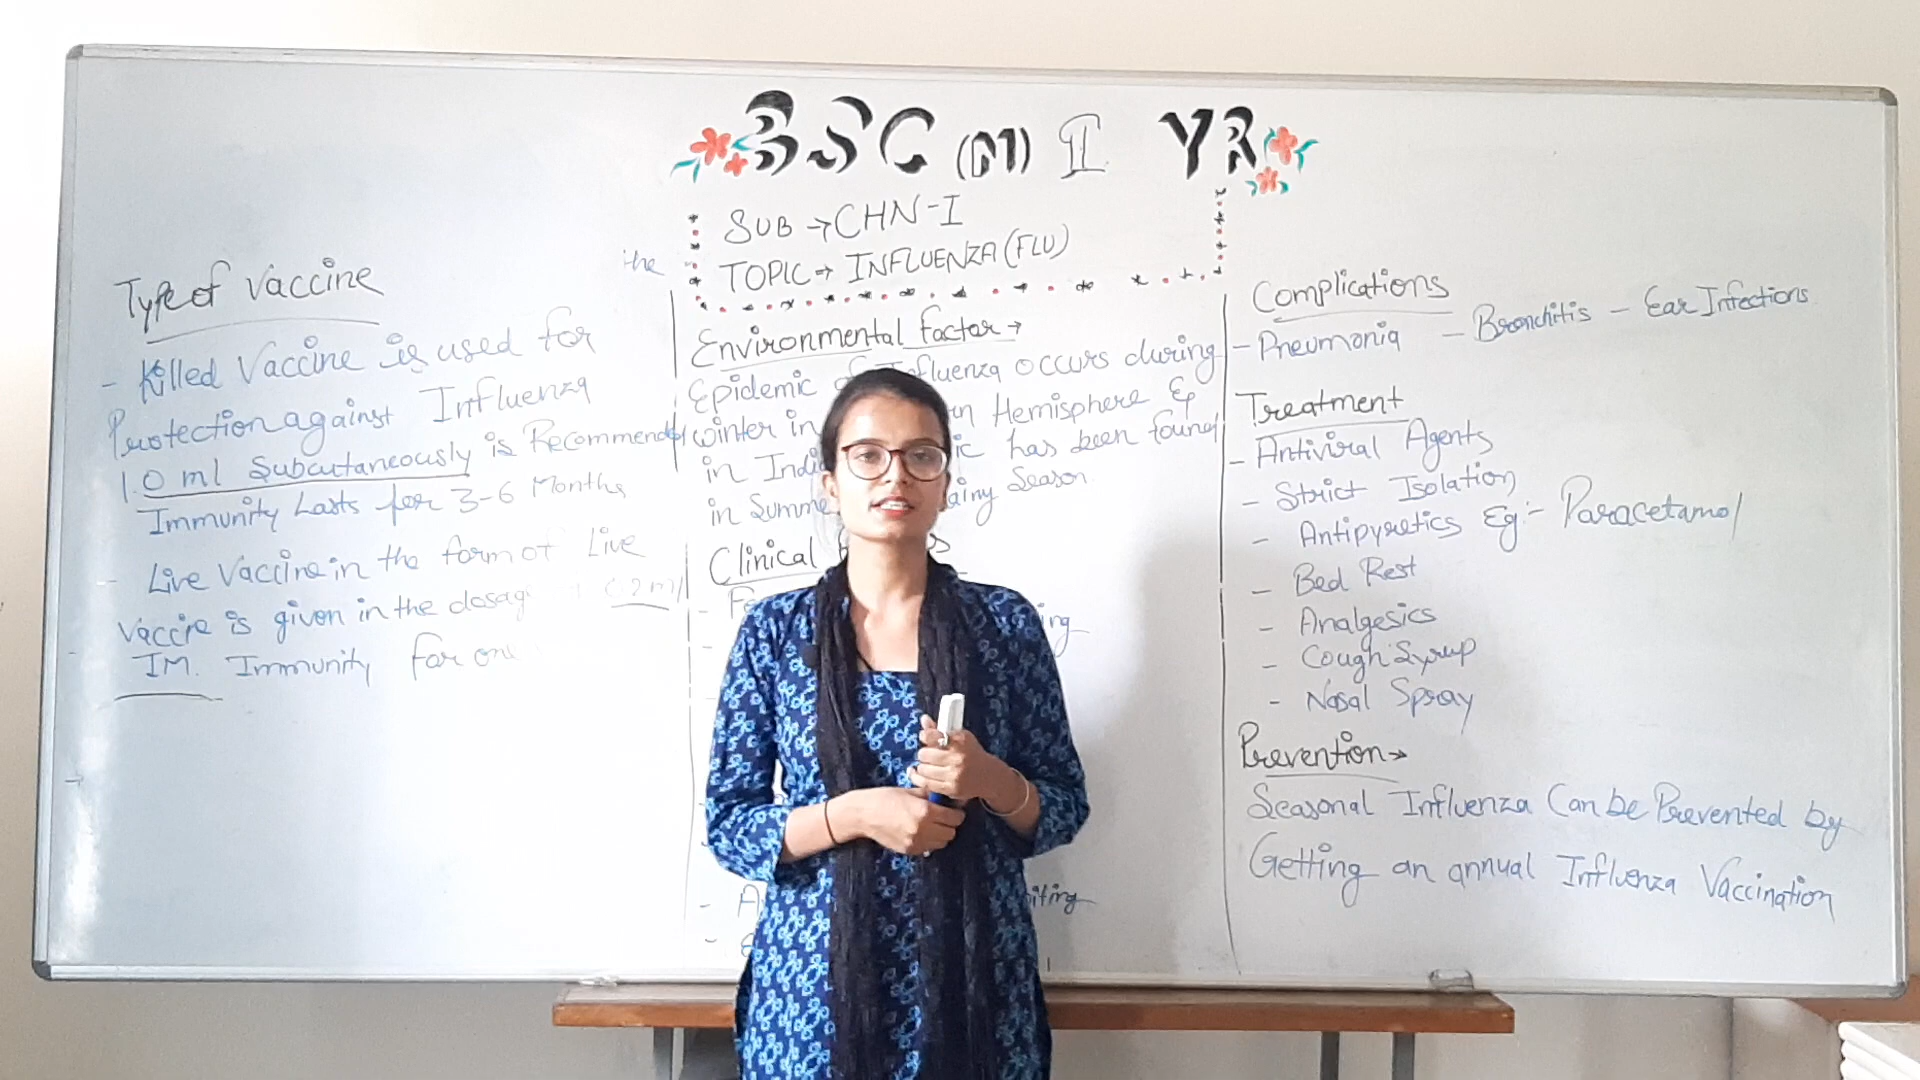 BSC (N) II YR
SUB → CHN-I
TOPIC → INFLUENZA (FLU)
the
Type of Vaccine
- Killed Vaccine is used for
Protection against Influenza
1.0 ml Subcutaneously is Recommended
Immunity Lasts for 3-6 Months
- Live Vaccine in the form of Live
Vaccine is given in the dosage
IM. Immunity for one
Environmental factor →
Epidemic of Influenza occurs during
winter in Hemisphere &
in India has been found
in Summer Rainy Season
Clinical
Complications
- Pneumonia - Bronchitis - Ear Infections
Treatment
- Antiviral Agents
- Strict Isolation
- Antipyretics Eg:- Paracetamol
- Bed Rest
- Analgesics
- Cough Syrup
- Nasal Spray
Prevention →
Seasonal Influenza Can be Prevented by
Getting an annual Influenza Vaccination